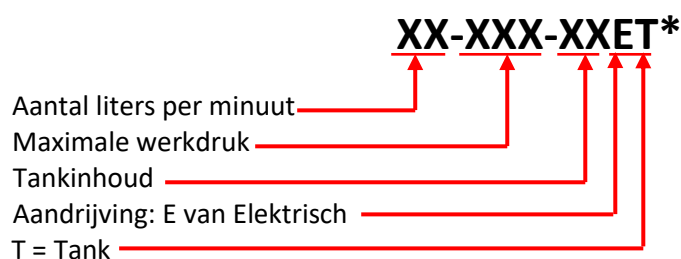 XX-XXX-XXET*
Aantal liters per minuut
Maximale werkdruk
Tankinhoud
Aandrijving: E van Elektrisch
T = Tank